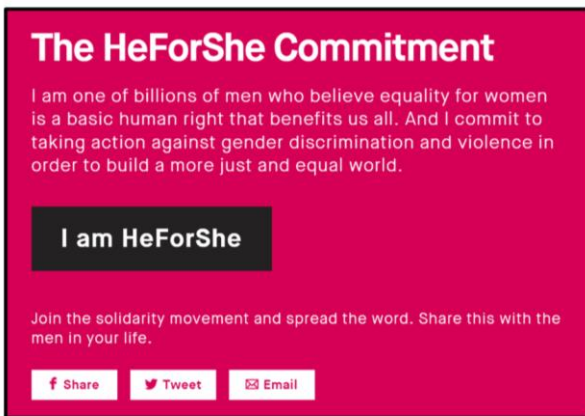 The HeForShe Commitment
I am one of billions of men who believe equality for women
is a basic human right that benefits us all. And I commit to
taking action against gender discrimination and violence in
order to build a more just and equal world.
I am HeForShe
Join the solidarity movement and spread the word. Share this with the
men in your life.
Share Tweet Email